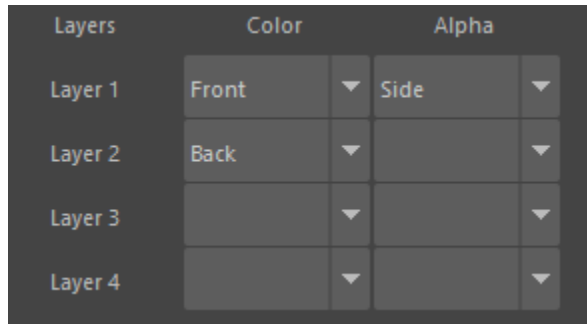 Layers Color Alpha
Layer 1 Front Side
Layer 2 Back
Layer 3
Layer 4